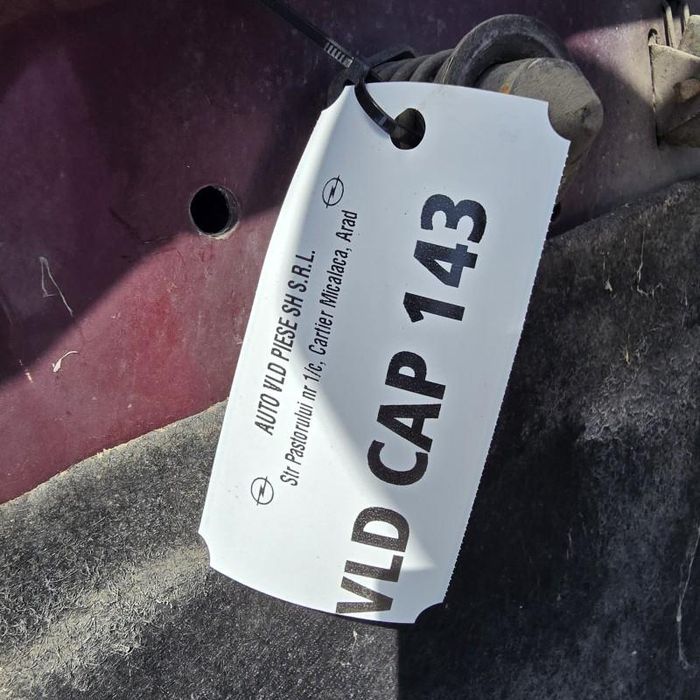 AUTO VLD PIESE SH S.R.L.
Str Pastorului nr 1/c, Cartier Micalaca, Arad
VLD CAP 143